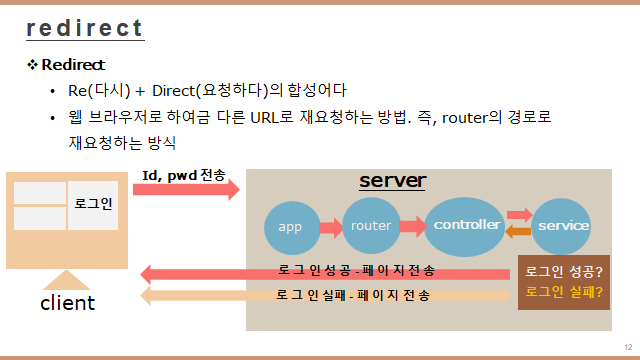 redirect
❖ Redirect
• Re(다시) + Direct(요청하다)의 합성어다
• 웹 브라우저로 하여금 다른 URL로 재요청하는 방법. 즉, router의 경로로
재요청하는 방식
Id, pwd 전송
server
로그인
app
router
controller
service
로그인성공 - 페이지전송
로그인 성공?
로그인실패 - 페이지 전송
로그인 실패?
client
12